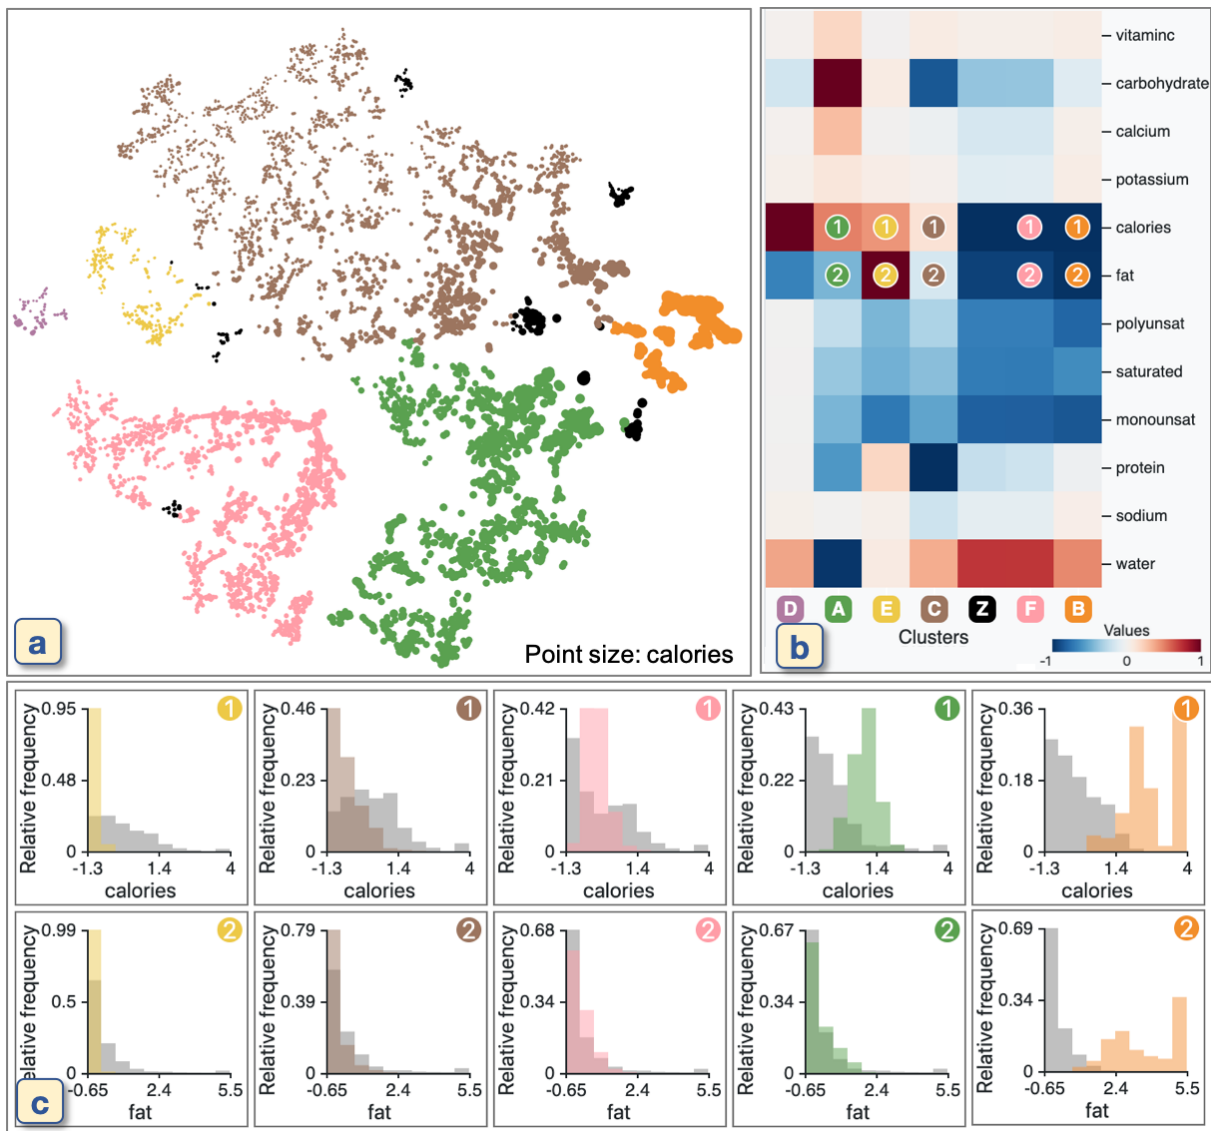 a
Point size: calories
vitaminc
carbohydrate
calcium
potassium
calories
1 1 1 1 1
fat
2 2 2 2 2
polyunsat
saturated
monounsat
protein
sodium
water
D A E C Z F B
Clusters
b
Values
-1 0 1
Relative frequency
0.95
0.48
0
-1.3 1.4 4
calories
1
Relative frequency
0.46
0.23
0
-1.3 1.4 4
calories
1
Relative frequency
0.42
0.21
0
-1.3 1.4 4
calories
1
Relative frequency
0.43
0.22
0
-1.3 1.4 4
calories
1
Relative frequency
0.36
0.18
0
-1.3 1.4 4
calories
1
Relative frequency
0.99
0.5
0
-0.65 2.4 5.5
fat
2
Relative frequency
0.79
0.39
0
-0.65 2.4 5.5
fat
2
Relative frequency
0.68
0.34
0
-0.65 2.4 5.5
fat
2
Relative frequency
0.67
0.34
0
-0.65 2.4 5.5
fat
2
Relative frequency
0.69
0.34
0
-0.65 2.4 5.5
fat
2
c